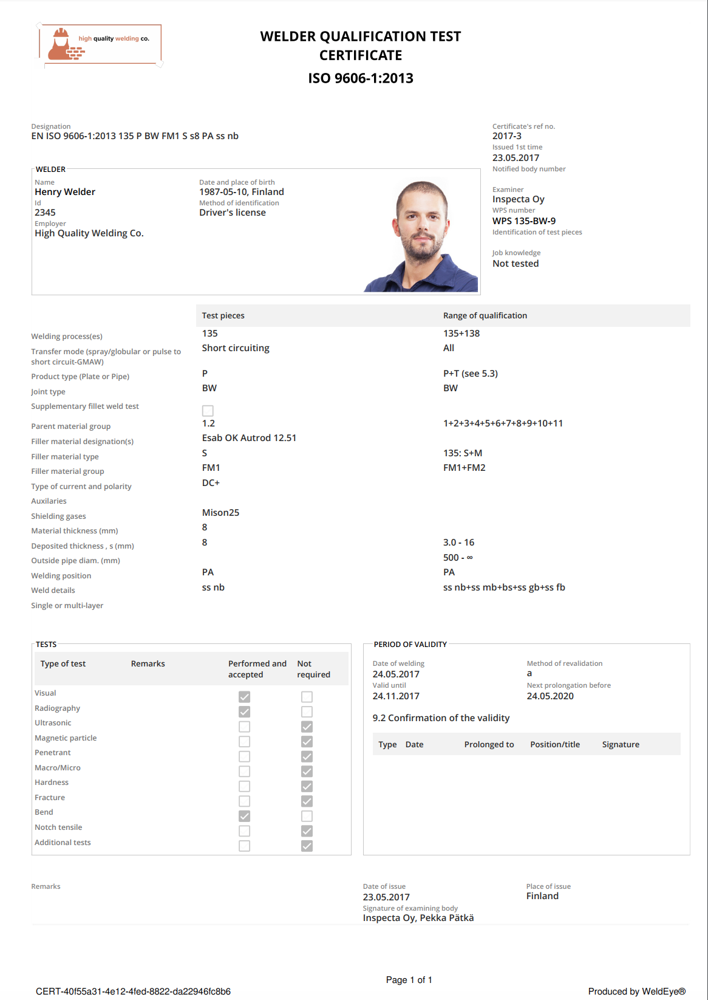 high quality welding co.
WELDER QUALIFICATION TEST
CERTIFICATE
ISO 9606-1:2013
Designation
EN ISO 9606-1:2013 135 P BW FM1 S s8 PA ss nb
Certificate's ref no.
2017-3
Issued 1st time
23.05.2017
Notified body number
Examiner
Inspecta Oy
WPS number
WPS 135-BW-9
Identification of test pieces
Job knowledge
Not tested
WELDER
Name
Henry Welder
Id
2345
Employer
High Quality Welding Co.
Date and place of birth
1987-05-10, Finland
Method of identification
Driver's license
Test pieces Range of qualification
Welding process(es) 135 135+138
Transfer mode (spray/globular or pulse to short circuit-GMAW) Short circuiting All
Product type (Plate or Pipe) P P+T (see 5.3)
Joint type BW BW
Supplementary fillet weld test
Parent material group 1.2 1+2+3+4+5+6+7+8+9+10+11
Filler material designation(s) Esab OK Autrod 12.51
Filler material type S 135: S+M
Filler material group FM1 FM1+FM2
Type of current and polarity DC+
Auxilaries
Shielding gases Mison25
Material thickness (mm) 8
Deposited thickness , s (mm) 8 3.0 - 16
Outside pipe diam. (mm) 500 - ∞
Welding position PA PA
Weld details ss nb ss nb+ss mb+bs+ss gb+ss fb
Single or multi-layer
TESTS
Type of test Remarks Performed and accepted Not required
Visual
Radiography
Ultrasonic
Magnetic particle
Penetrant
Macro/Micro
Hardness
Fracture
Bend
Notch tensile
Additional tests
PERIOD OF VALIDITY
Date of welding
24.05.2017
Valid until
24.11.2017
Method of revalidation
a
Next prolongation before
24.05.2020
9.2 Confirmation of the validity
Type Date Prolonged to Position/title Signature
Remarks
Date of issue
23.05.2017
Signature of examining body
Inspecta Oy, Pekka Pätkä
Place of issue
Finland
Page 1 of 1
CERT-40f55a31-4e12-4fed-8822-da22946fc8b6
Produced by WeldEye®